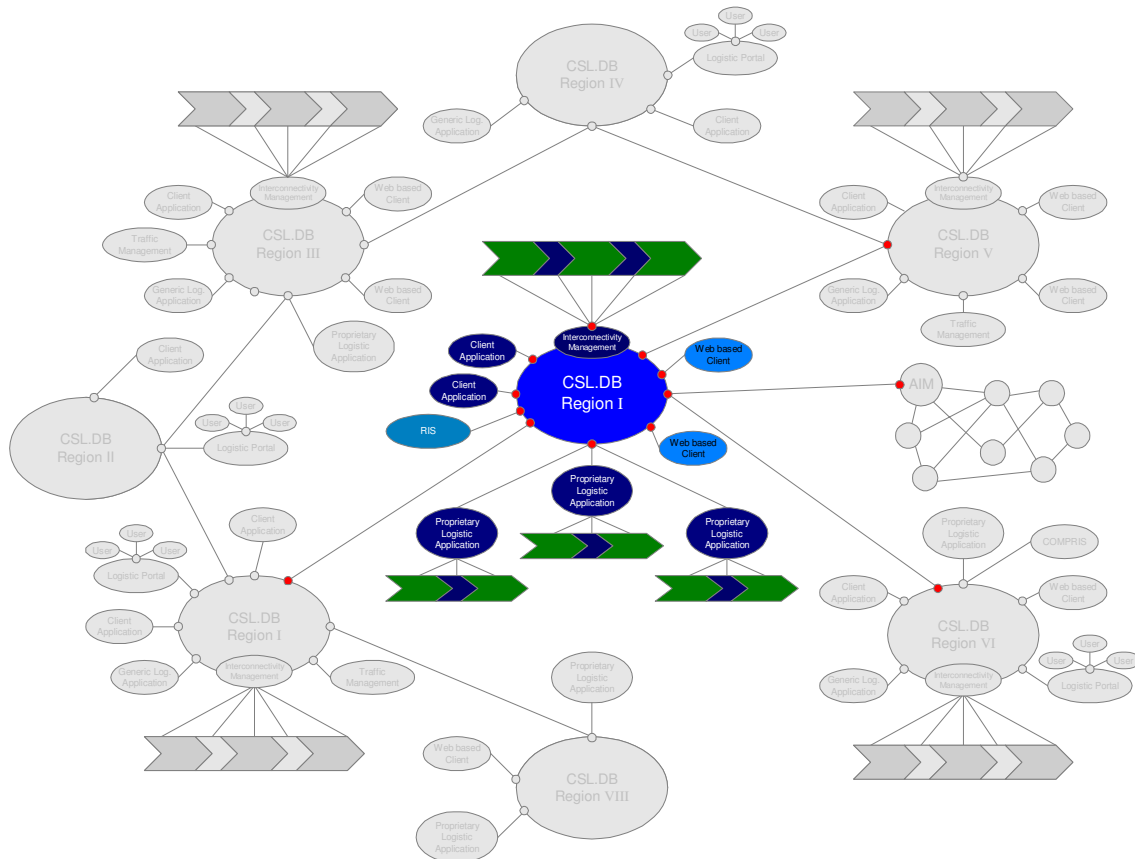 User
User
User
Logistic Portal
CSL.DB
Region IV
Generic Log.
Application
Client
Application
Interconnectivity
Management
Client
Application
Web based
Client
CSL.DB
Region III
Traffic
Management
Generic Log.
Application
Web based
Client
Proprietary
Logistic
Application
Interconnectivity
Management
Client
Application
Web based
Client
CSL.DB
Region V
Generic Log.
Application
Web based
Client
Traffic
Management
Interconnectivity
Management
Client
Application
Client
Application
RIS
CSL.DB
Region I
Web based
Client
Web based
Client
AIM
Proprietary
Logistic
Application
Proprietary
Logistic
Application
Proprietary
Logistic
Application
Client
Application
CSL.DB
Region II
User
User
User
Logistic Portal
Client
Application
User
User
User
Logistic Portal
CSL.DB
Region I
Client
Application
Generic Log.
Application
Interconnectivity
Management
Traffic
Management
Proprietary
Logistic
Application
COMPRIS
Client
Application
Web based
Client
CSL.DB
Region VI
User
User
User
Logistic Portal
Generic Log.
Application
Interconnectivity
Management
Proprietary
Logistic
Application
Web based
Client
CSL.DB
Region VIII
Proprietary
Logistic
Application